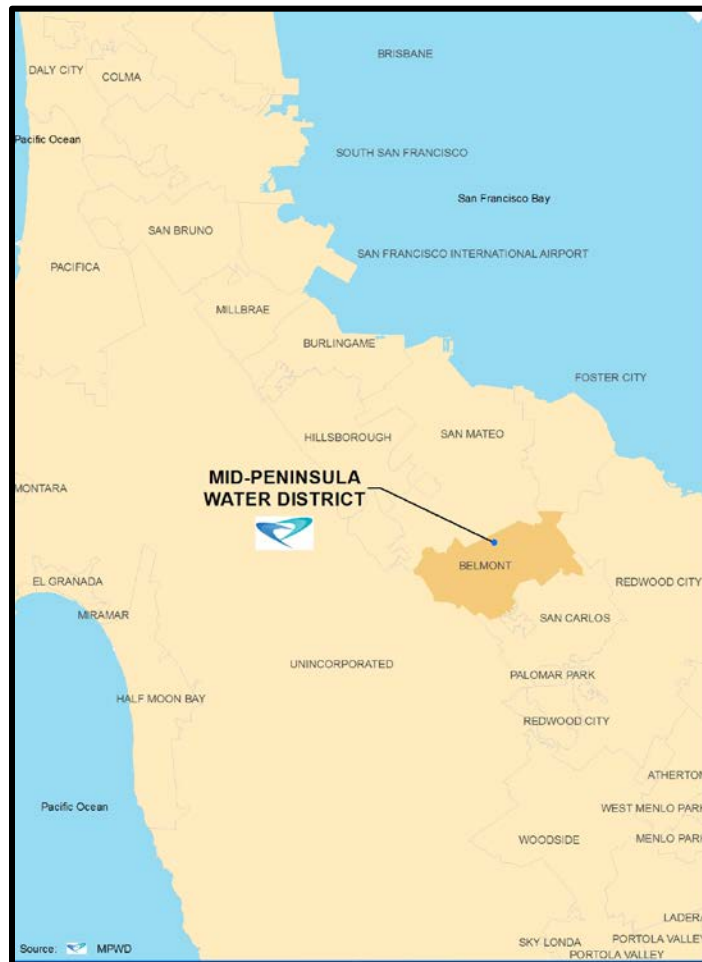 BRISBANE
DALY CITY
COLMA
Pacific Ocean
SOUTH SAN FRANCISCO
San Francisco Bay
SAN BRUNO
SAN FRANCISCO INTERNATIONAL AIRPORT
PACIFICA
MILLBRAE
BURLINGAME
FOSTER CITY
HILLSBOROUGH
SAN MATEO
MID-PENINSULA
WATER DISTRICT
MONTARA
BELMONT
EL GRANADA
REDWOOD CITY
MIRAMAR
SAN CARLOS
UNINCORPORATED
PALOMAR PARK
HALF MOON BAY
REDWOOD CITY
ATHERTON
Pacific Ocean
WEST MENLO PARK
WOODSIDE
MENLO PARK
LADERA
SKY LONDA
PORTOLA VALLEY
Source: MPWD
PORTOLA VALLEY